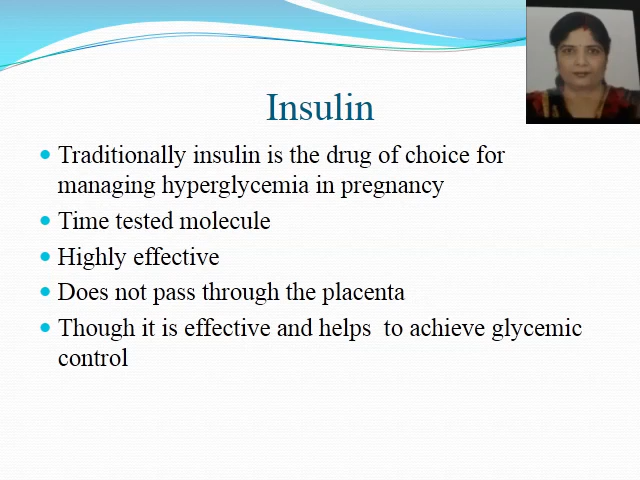 Insulin
Traditionally insulin is the drug of choice for
managing hyperglycemia in pregnancy
Time tested molecule
Highly effective
Does not pass through the placenta
Though it is effective and helps  to achieve glycemic
control